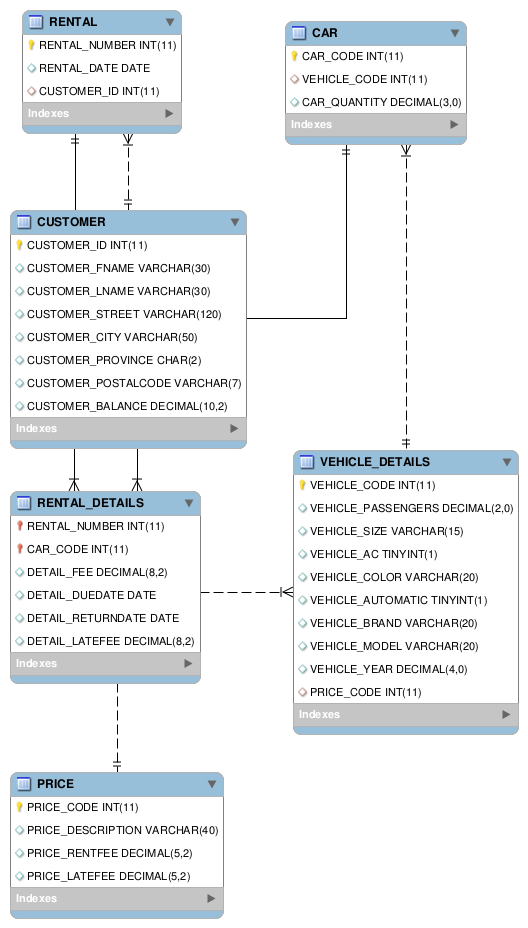 RENTAL
RENTAL_NUMBER INT(11)
RENTAL_DATE DATE
CUSTOMER_ID INT(11)
Indexes
CAR
CAR_CODE INT(11)
VEHICLE_CODE INT(11)
CAR_QUANTITY DECIMAL(3,0)
Indexes
CUSTOMER
CUSTOMER_ID INT(11)
CUSTOMER_FNAME VARCHAR(30)
CUSTOMER_LNAME VARCHAR(30)
CUSTOMER_STREET VARCHAR(120)
CUSTOMER_CITY VARCHAR(50)
CUSTOMER_PROVINCE CHAR(2)
CUSTOMER_POSTALCODE VARCHAR(7)
CUSTOMER_BALANCE DECIMAL(10,2)
Indexes
RENTAL_DETAILS
RENTAL_NUMBER INT(11)
CAR_CODE INT(11)
DETAIL_FEE DECIMAL(8,2)
DETAIL_DUEDATE DATE
DETAIL_RETURNDATE DATE
DETAIL_LATEFEE DECIMAL(8,2)
Indexes
VEHICLE_DETAILS
VEHICLE_CODE INT(11)
VEHICLE_PASSENGERS DECIMAL(2,0)
VEHICLE_SIZE VARCHAR(15)
VEHICLE_AC TINYINT(1)
VEHICLE_COLOR VARCHAR(20)
VEHICLE_AUTOMATIC TINYINT(1)
VEHICLE_BRAND VARCHAR(20)
VEHICLE_MODEL VARCHAR(20)
VEHICLE_YEAR DECIMAL(4,0)
PRICE_CODE INT(11)
Indexes
PRICE
PRICE_CODE INT(11)
PRICE_DESCRIPTION VARCHAR(40)
PRICE_RENTFEE DECIMAL(5,2)
PRICE_LATEFEE DECIMAL(5,2)
Indexes